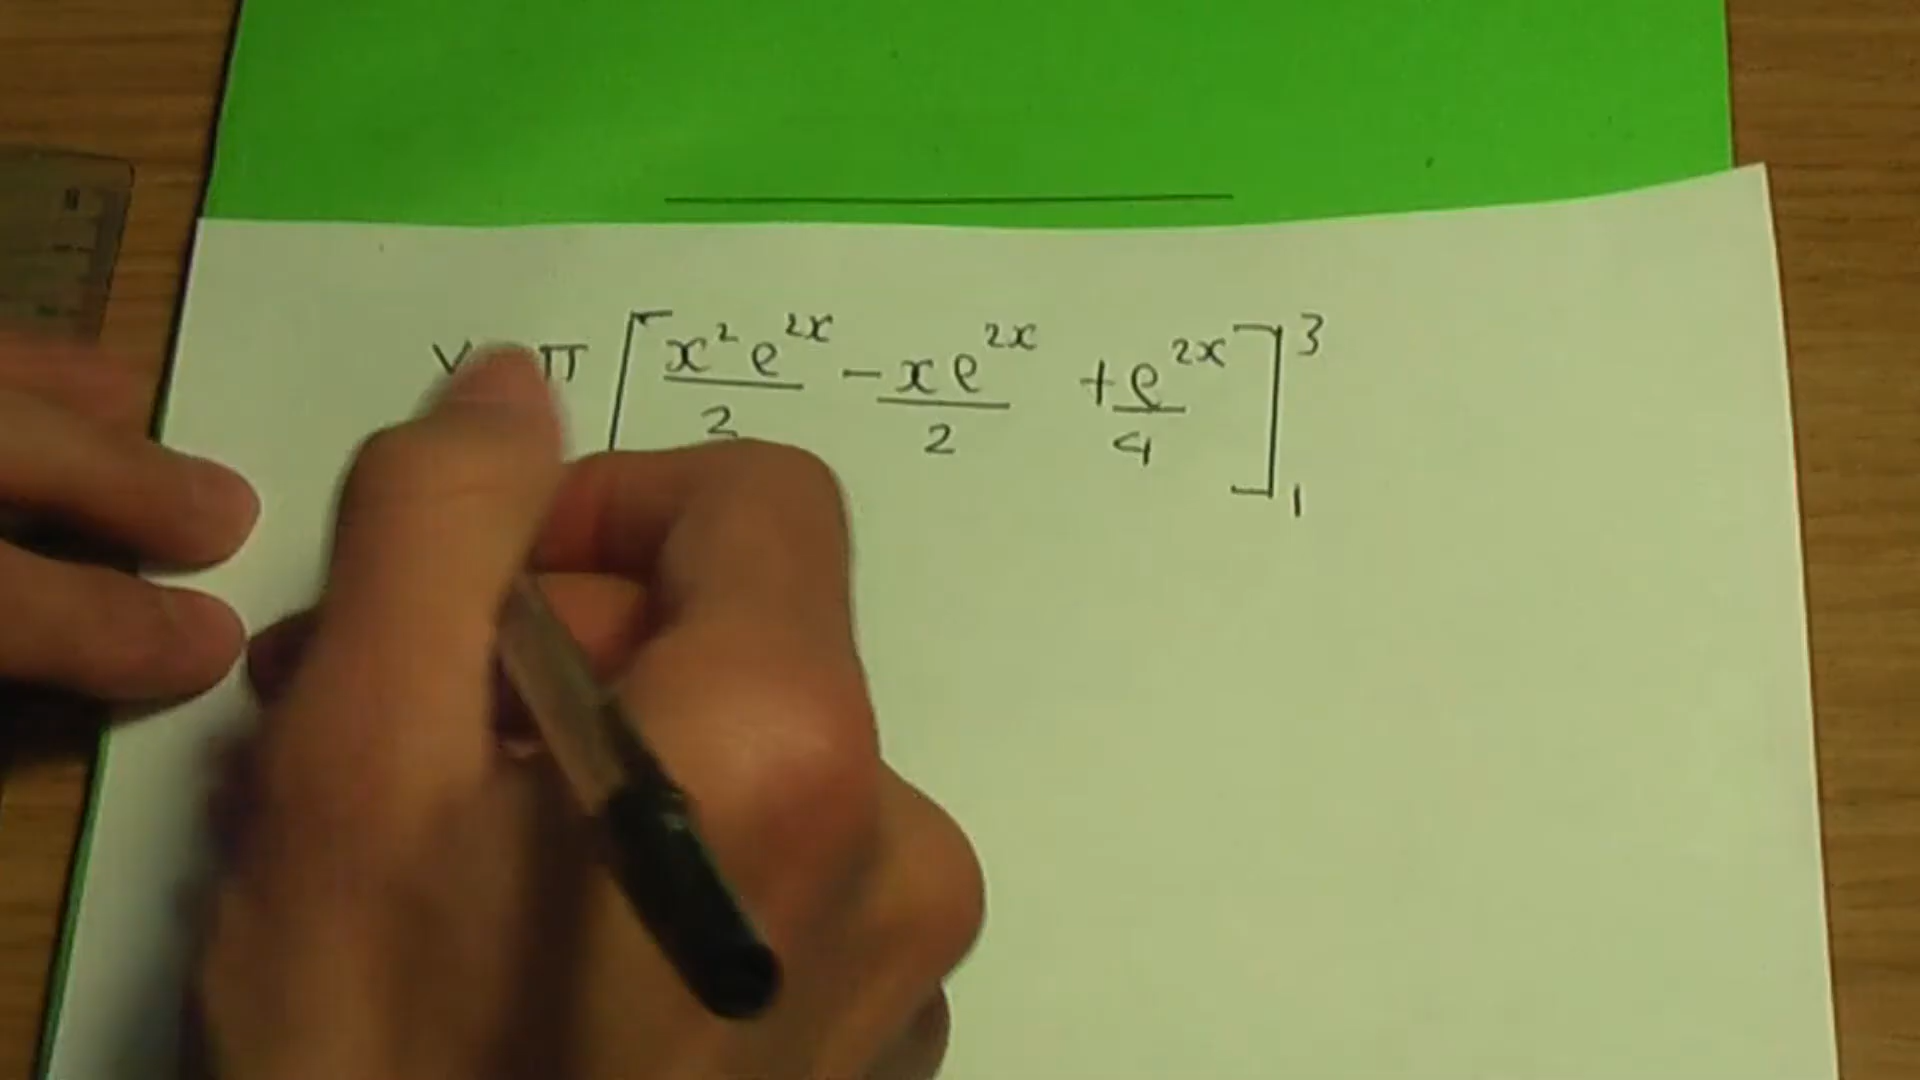 V = π [ x²e^{2x}/2 − xe^{2x}/2 + e^{2x}/4 ]₁³